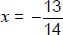 x = −13/14